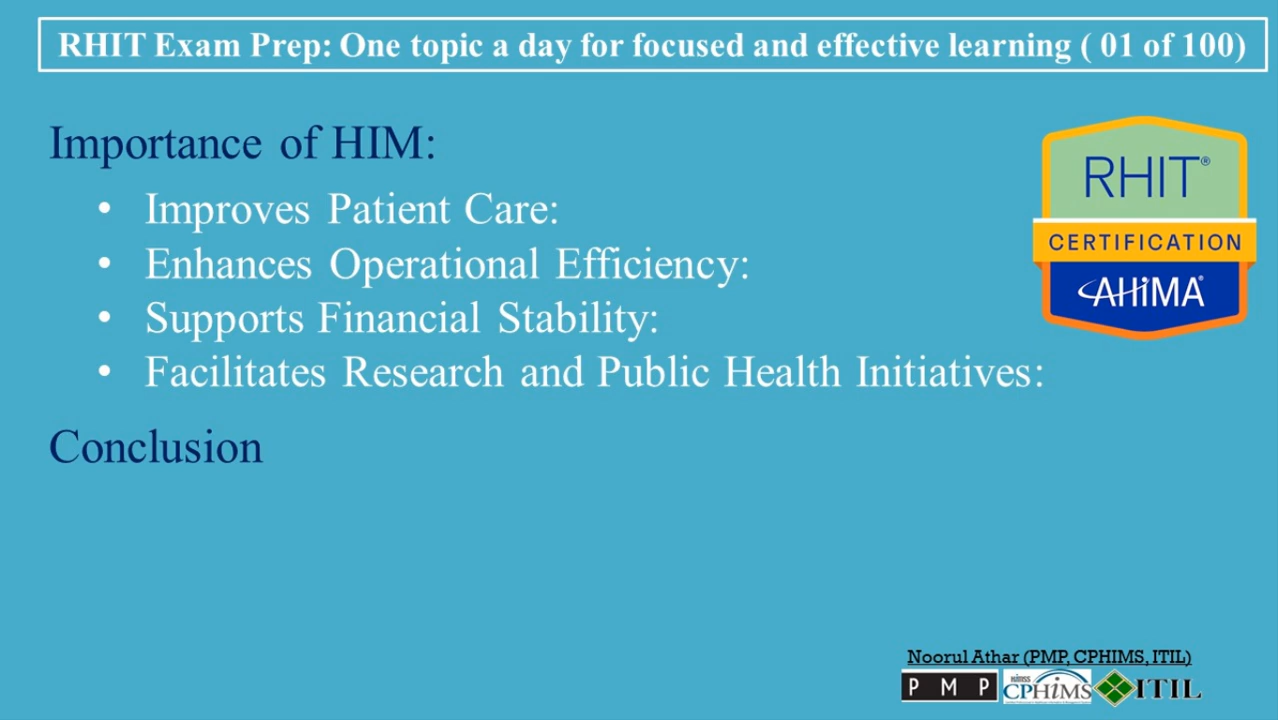 RHIT Exam Prep: One topic a day for focused and effective learning ( 01 of 100)
Importance of HIM:
• Improves Patient Care:
• Enhances Operational Efficiency:
• Supports Financial Stability:
• Facilitates Research and Public Health Initiatives:
Conclusion
RHIT®
CERTIFICATION
AHiMA®
Noorul Athar (PMP, CPHIMS, ITIL)
PMP
himss
CPHiMS
ITIL